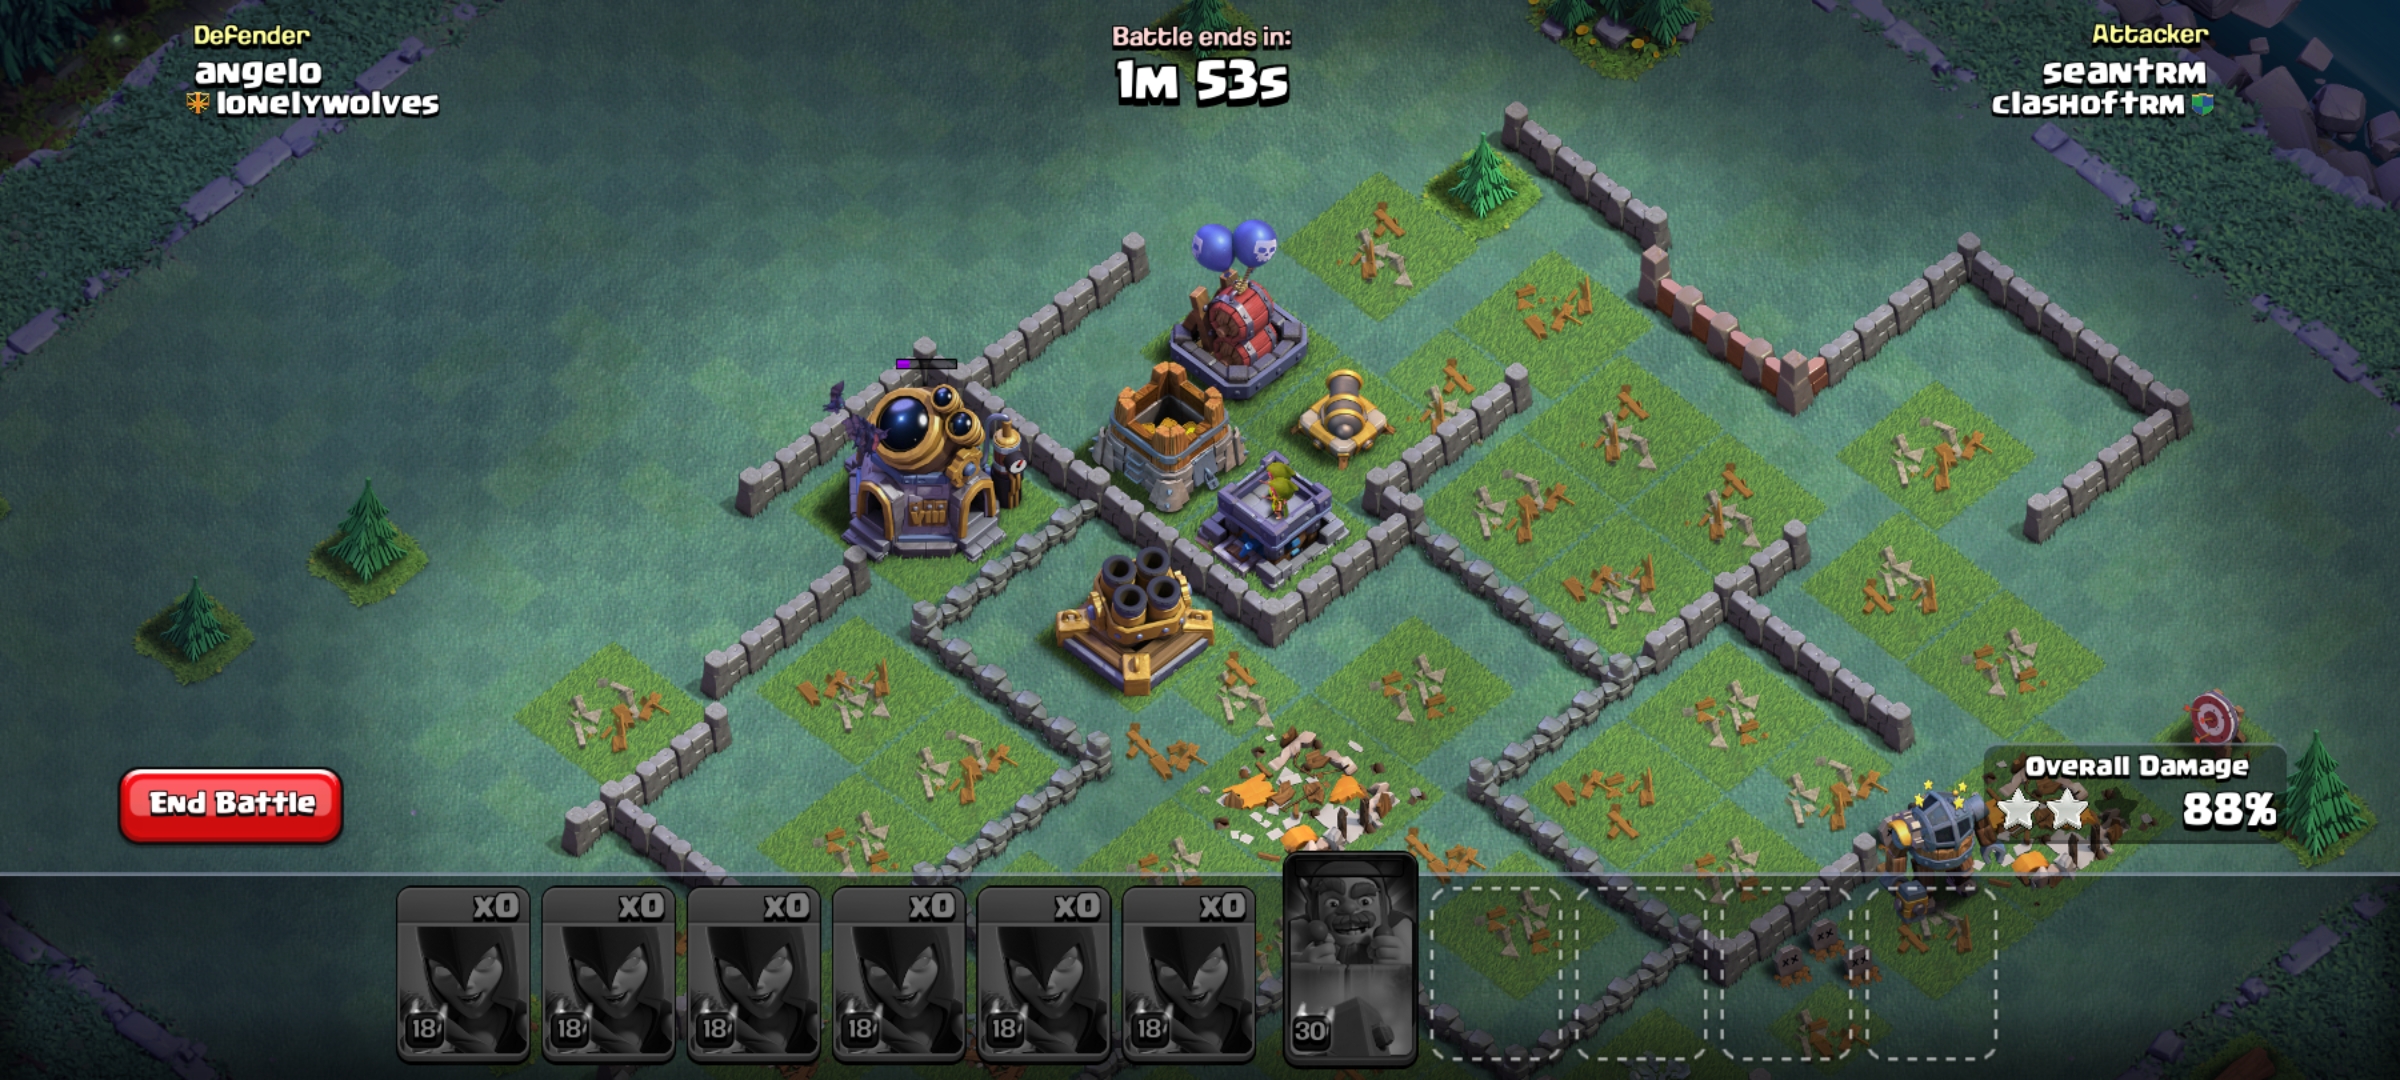 Defender
angelo
lonelywolves
Battle ends in:
1M 53s
Attacker
seantRM
clashoftRM
VIII
End Battle
Overall Damage
88%
x0
x0
x0
x0
x0
x0
18
18
18
18
18
18
30